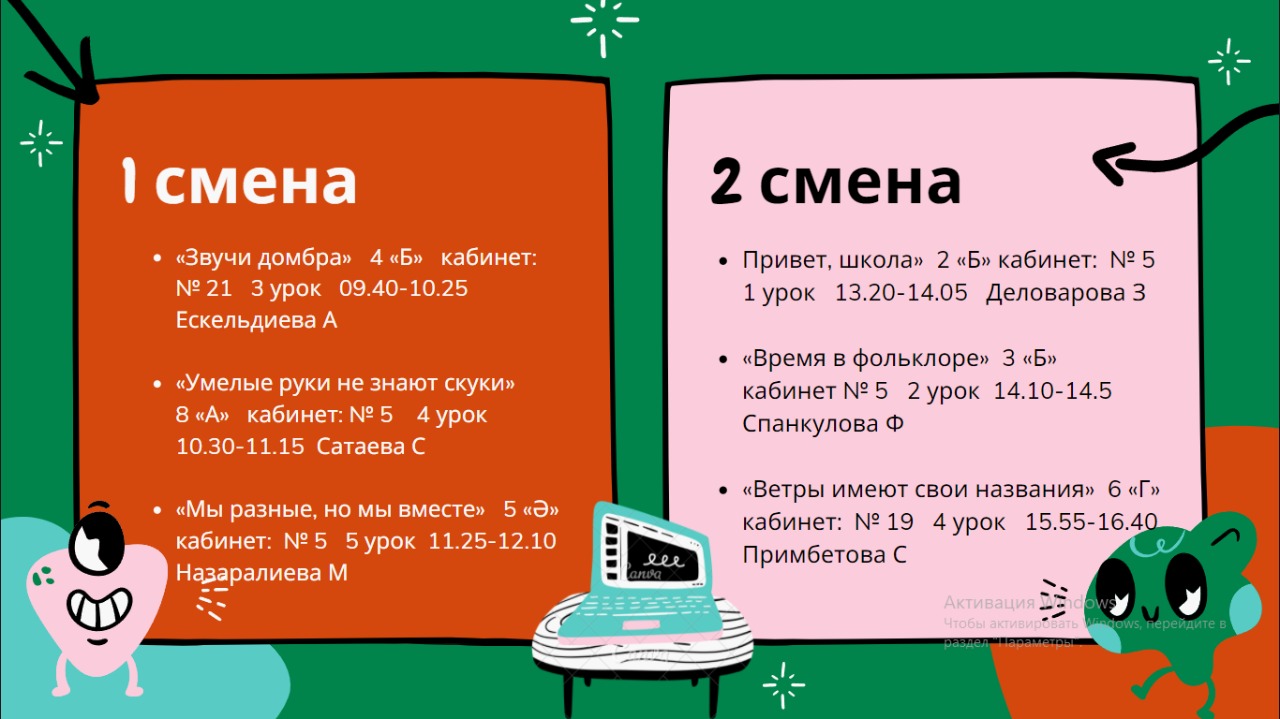 1 смена
«Звучи домбра» 4 «Б» кабинет:
№ 21 3 урок 09.40-10.25
Ескельдиева А
«Умелые руки не знают скуки»
8 «А» кабинет: № 5 4 урок
10.30-11.15 Сатаева С
«Мы разные, но мы вместе» 5 «Ә»
кабинет: № 5 5 урок 11.25-12.10
Назаралиева М
2 смена
Привет, школа» 2 «Б» кабинет: № 5
1 урок 13.20-14.05 Деловарова З
«Время в фольклоре» 3 «Б»
кабинет № 5 2 урок 14.10-14.5
Спанкулова Ф
«Ветры имеют свои названия» 6 «Г»
кабинет: № 19 4 урок 15.55-16.40
Примбетова С
Canva
Canva
Активация Windows
Чтобы активировать Windows, перейдите в
раздел "Параметры".